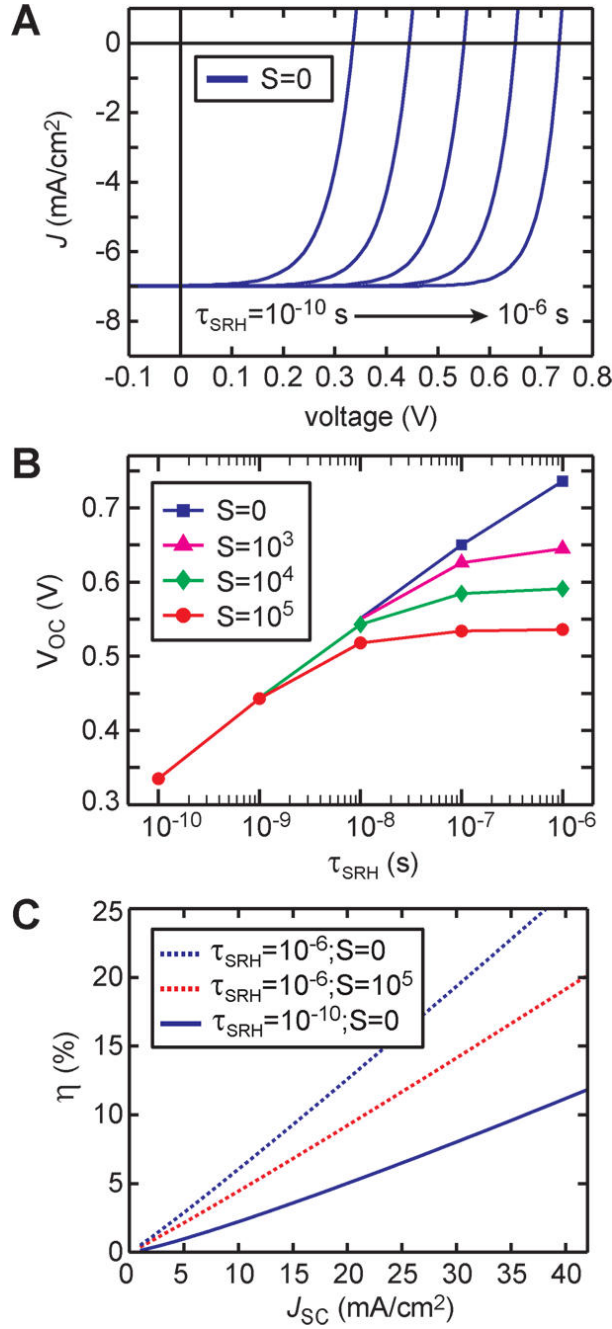 A
0
-2
-4
-6
-8
J (mA/cm²)
S=0
τSRH=10⁻¹⁰ s
10⁻⁶ s
-0.1 0 0.1 0.2 0.3 0.4 0.5 0.6 0.7 0.8
voltage (V)
B
0.7
0.6
0.5
0.4
0.3
VOC (V)
S=0
S=10³
S=10⁴
S=10⁵
10⁻¹⁰ 10⁻⁹ 10⁻⁸ 10⁻⁷ 10⁻⁶
τSRH (s)
C
25
20
15
10
5
0
η (%)
τSRH=10⁻⁶;S=0
τSRH=10⁻⁶;S=10⁵
τSRH=10⁻¹⁰;S=0
0 5 10 15 20 25 30 35 40
JSC (mA/cm²)